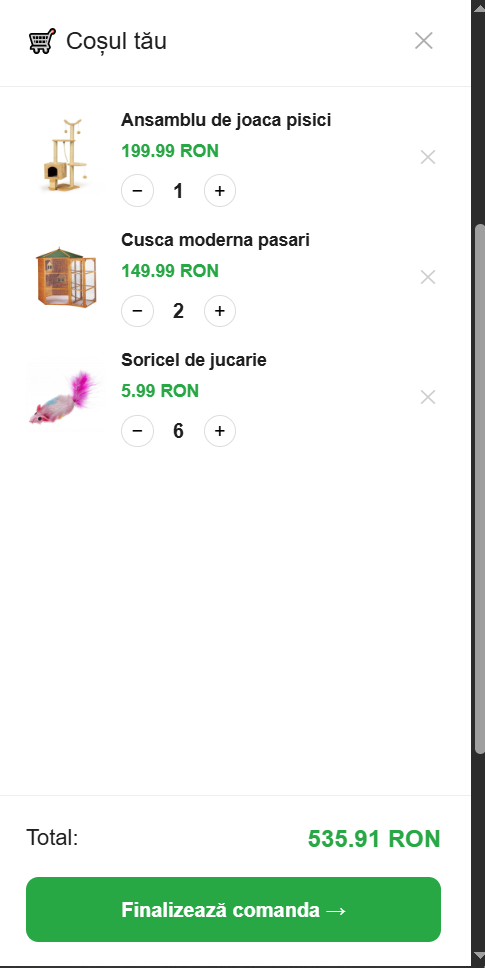 Coșul tău
Ansamblu de joaca pisici
199.99 RON
− 1 +
Cusca moderna pasari
149.99 RON
− 2 +
Soricel de jucarie
5.99 RON
− 6 +
Total: 535.91 RON
Finalizează comanda →